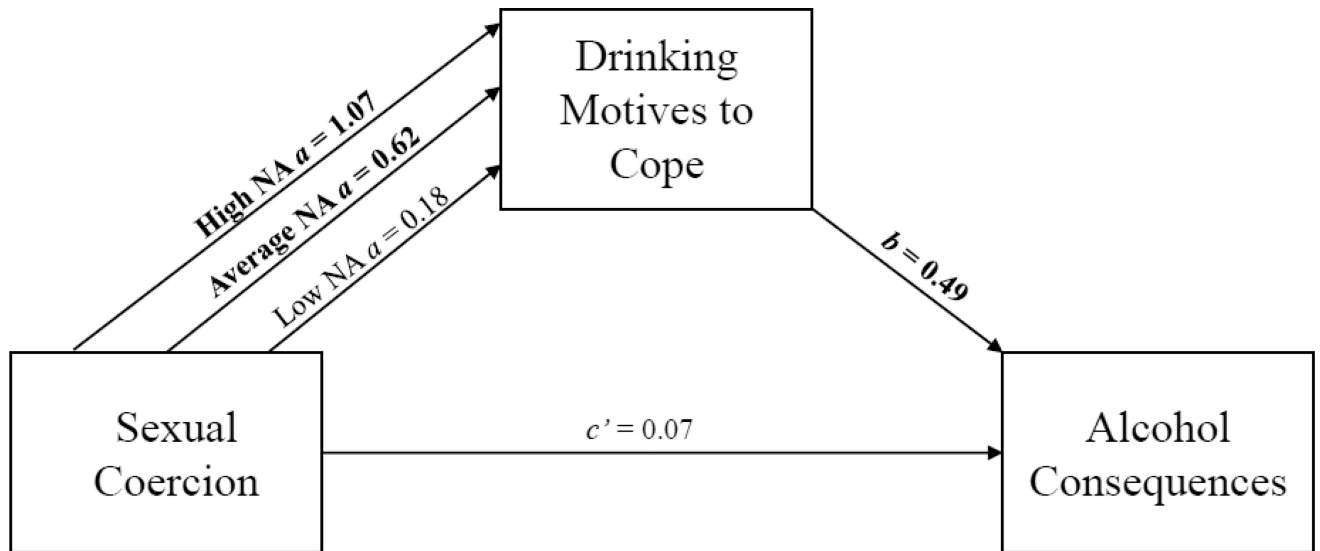 Drinking
Motives to
Cope
High NA a = 1.07
Average NA a = 0.62
Low NA a = 0.18
b = 0.49
Sexual
Coercion
c’ = 0.07
Alcohol
Consequences